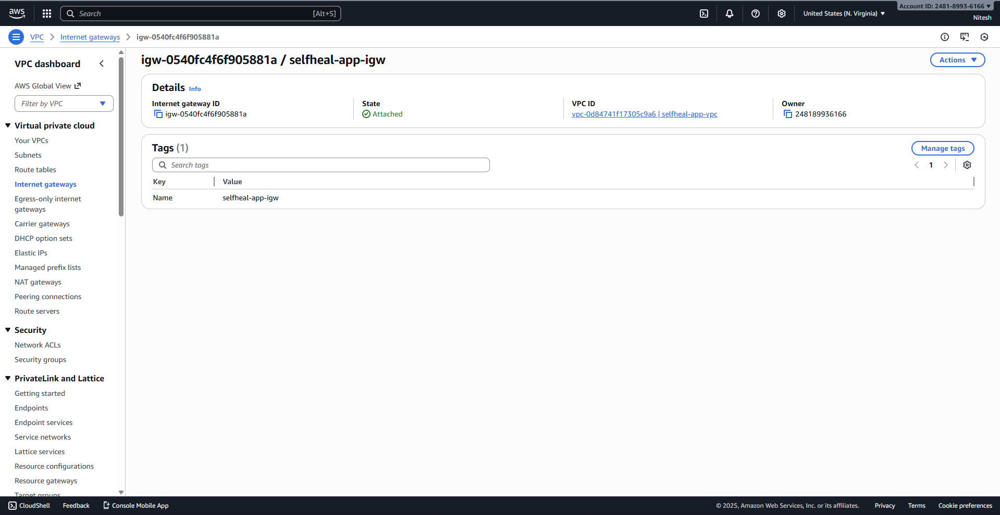 aws
Search [Alt+S]
United States (N. Virginia)
Account ID: 2481-8993-6166
Nitesh
VPC
Internet gateways
igw-0540fc4f6f905881a
VPC dashboard
AWS Global View
Filter by VPC
Virtual private cloud
Your VPCs
Subnets
Route tables
Internet gateways
Egress-only internet
gateways
Carrier gateways
DHCP option sets
Elastic IPs
Managed prefix lists
NAT gateways
Peering connections
Route servers
Security
Network ACLs
Security groups
PrivateLink and Lattice
Getting started
Endpoints
Endpoint services
Service networks
Lattice services
Resource configurations
Resource gateways
Target groups
igw-0540fc4f6f905881a / selfheal-app-igw
Actions
Details Info
Internet gateway ID
igw-0540fc4f6f905881a
State
Attached
VPC ID
vpc-0d84741f17305c9a6 | selfheal-app-vpc
Owner
248189936166
Tags (1)
Manage tags
Search tags
1
Key Value
Name selfheal-app-igw
CloudShell Feedback Console Mobile App
© 2025, Amazon Web Services, Inc. or its affiliates. Privacy Terms Cookie preferences